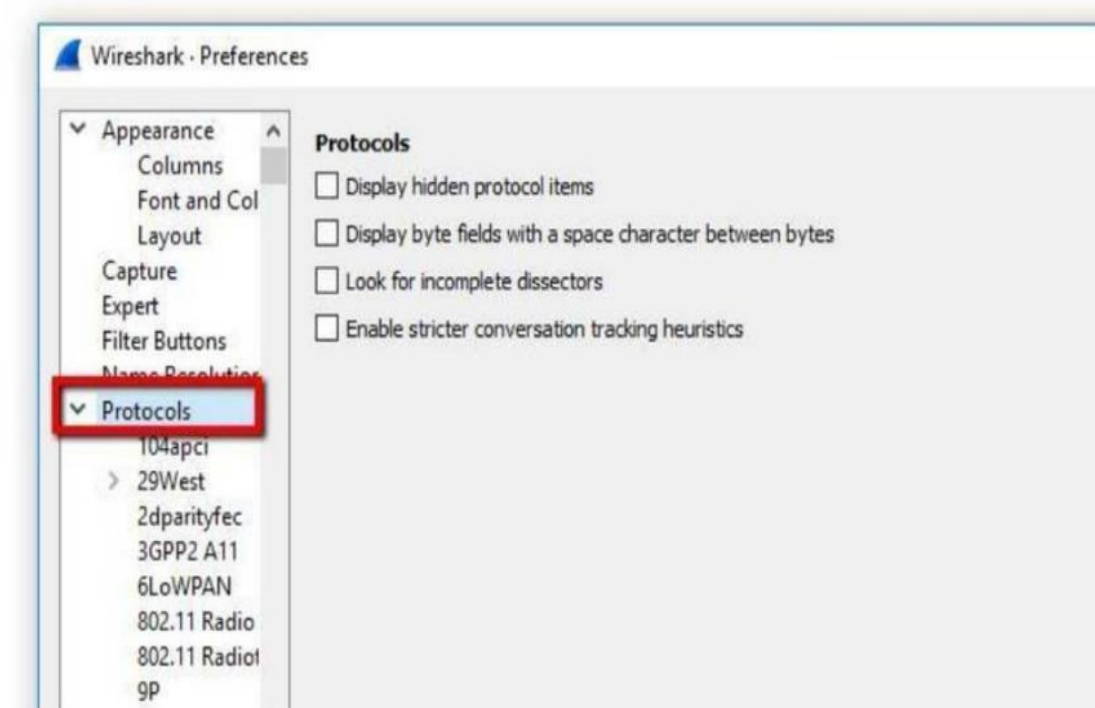 Wireshark · Preferences
Appearance
Columns
Font and Col
Layout
Capture
Expert
Filter Buttons
Name Resolution
Protocols
104apci
29West
2dparityfec
3GPP2 A11
6LoWPAN
802.11 Radio
802.11 Radiot
9P
Protocols
Display hidden protocol items
Display byte fields with a space character between bytes
Look for incomplete dissectors
Enable stricter conversation tracking heuristics